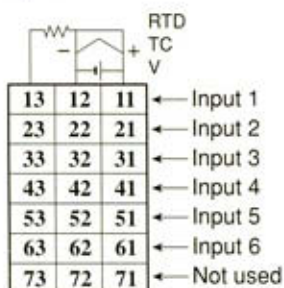 RTD
− + TC
V
13 12 11 Input 1
23 22 21 Input 2
33 32 31 Input 3
43 42 41 Input 4
53 52 51 Input 5
63 62 61 Input 6
73 72 71 Not used